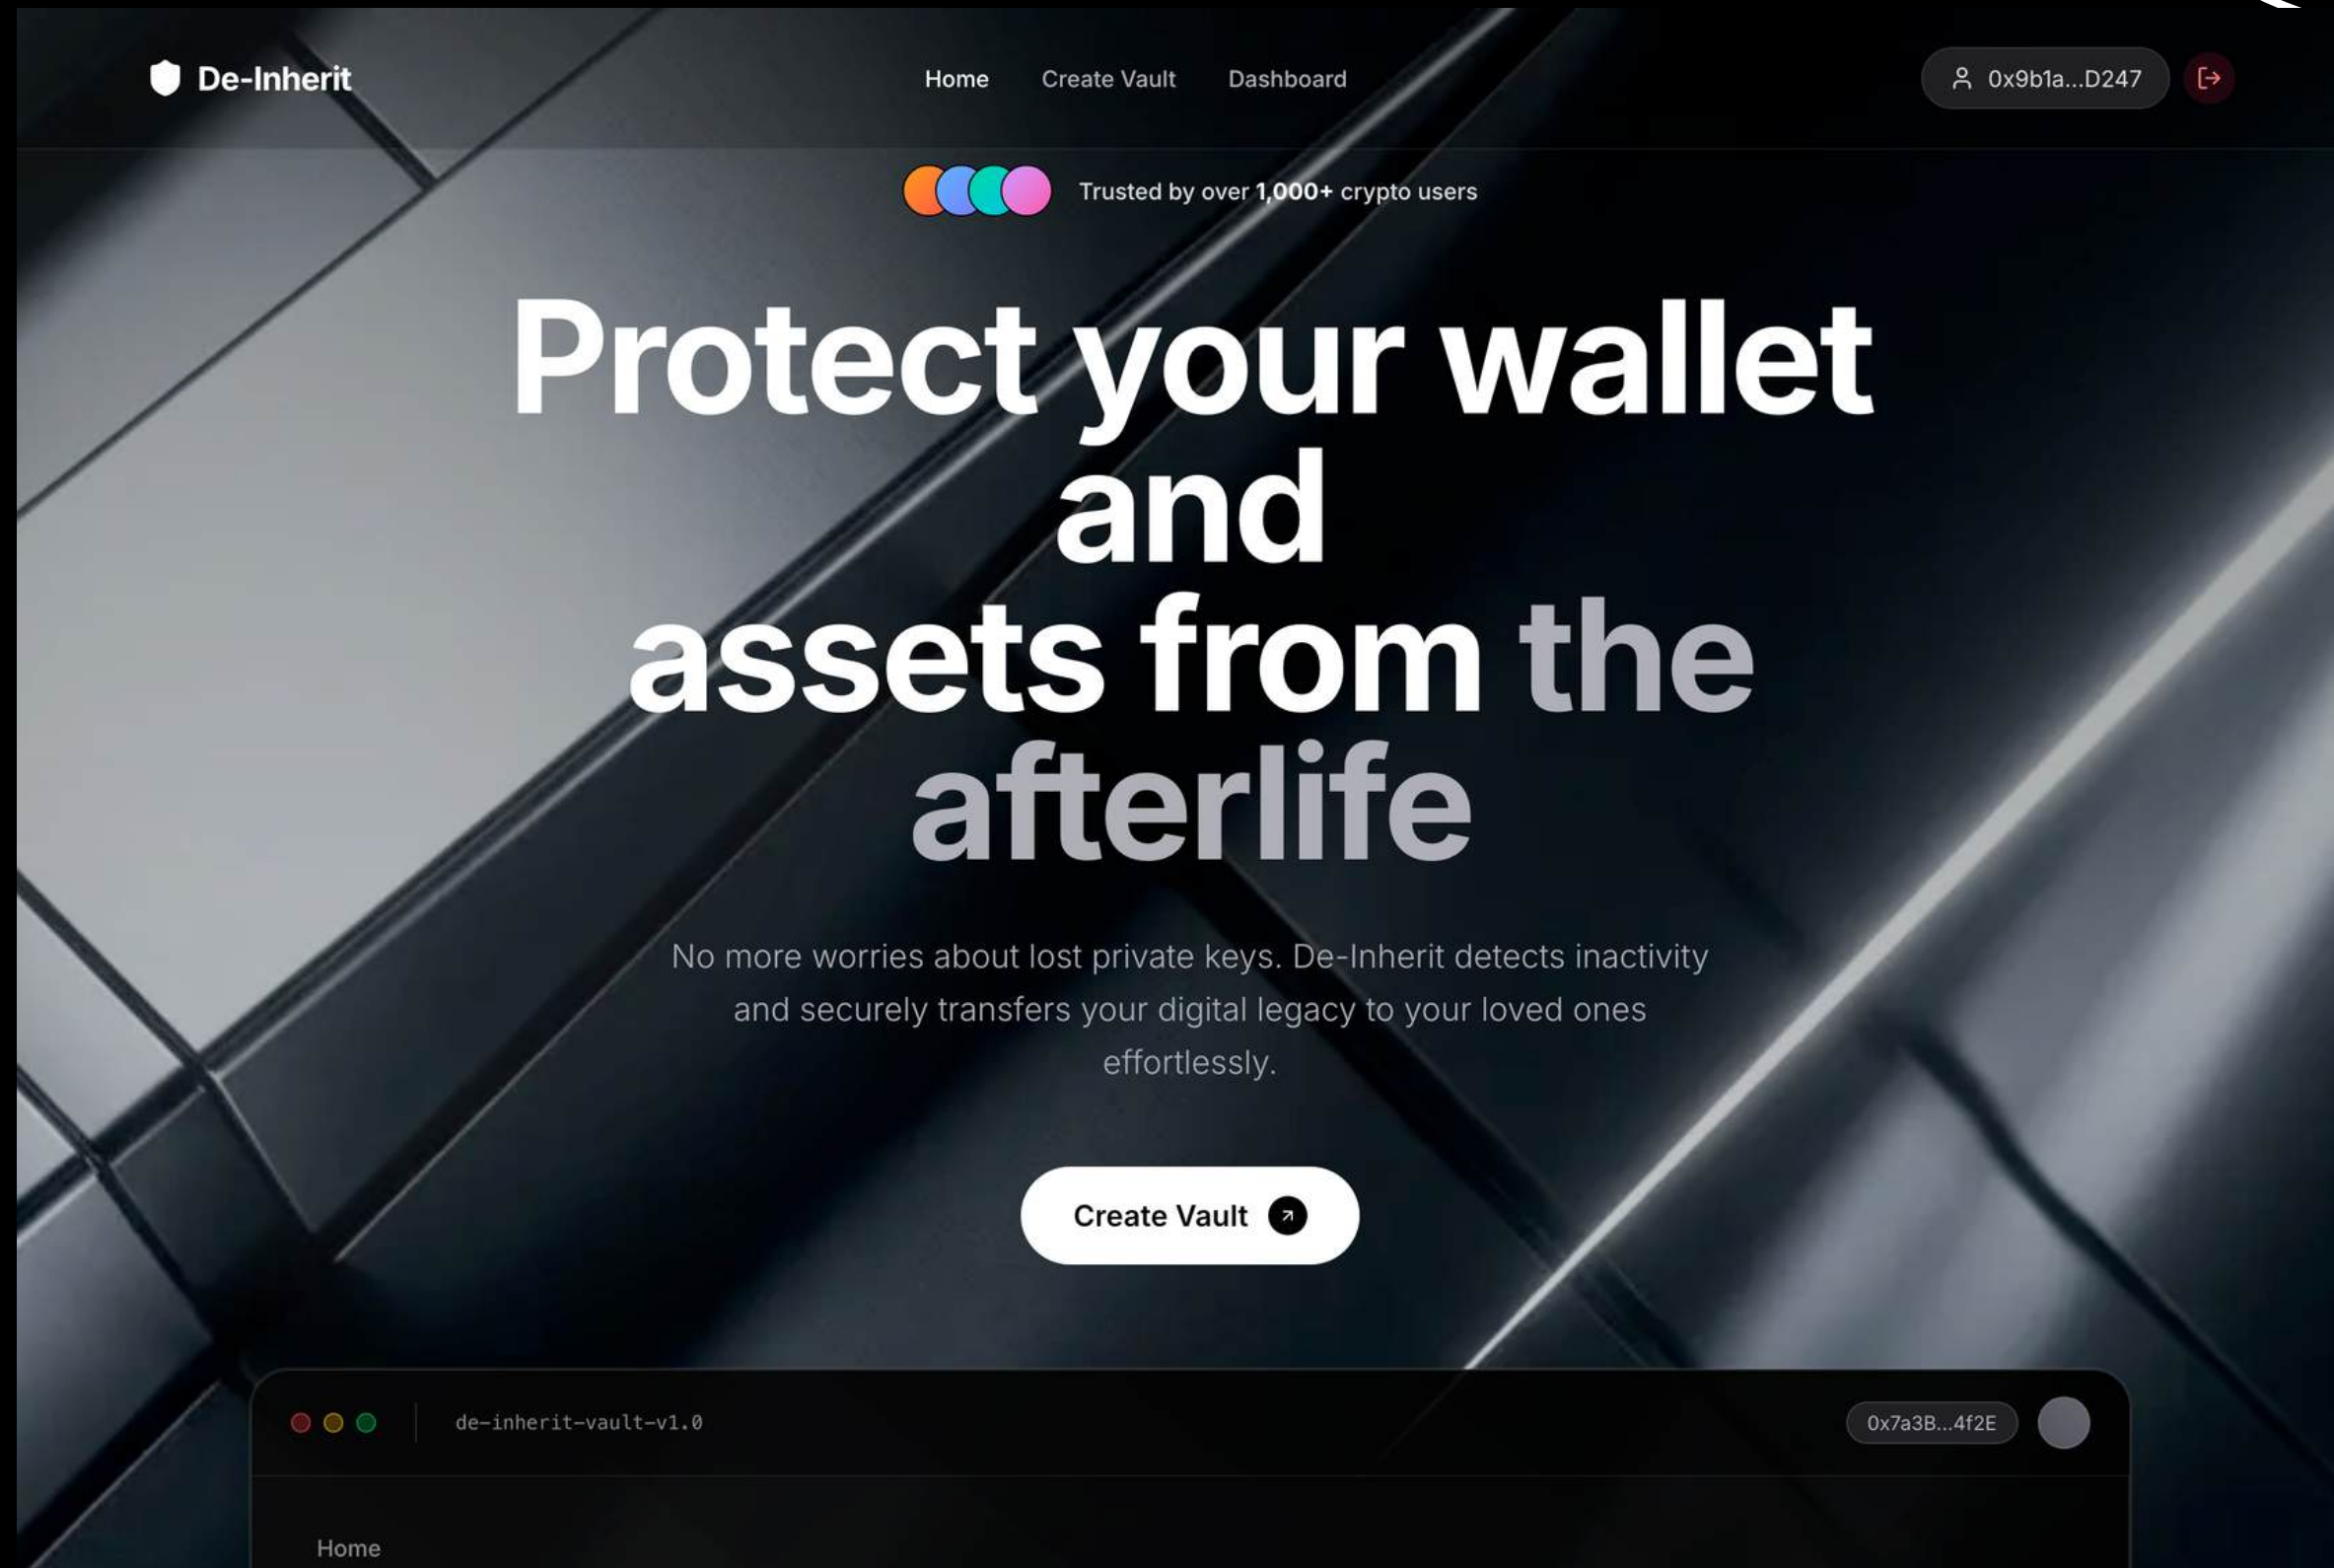 De-Inherit
Home
Create Vault
Dashboard
0x9b1a...D247
Trusted by over 1,000+ crypto users
Protect your wallet
and
assets from the
afterlife
No more worries about lost private keys. De-Inherit detects inactivity
and securely transfers your digital legacy to your loved ones
effortlessly.
Create Vault
de-inherit-vault-v1.0
0x7a3B...4f2E
Home